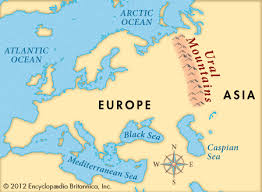 ARCTIC
OCEAN
ATLANTIC
OCEAN
Ural
Mountains
EUROPE
ASIA
Black Sea
Caspian
Sea
Mediterranean Sea
© 2012 Encyclopædia Britannica, Inc.